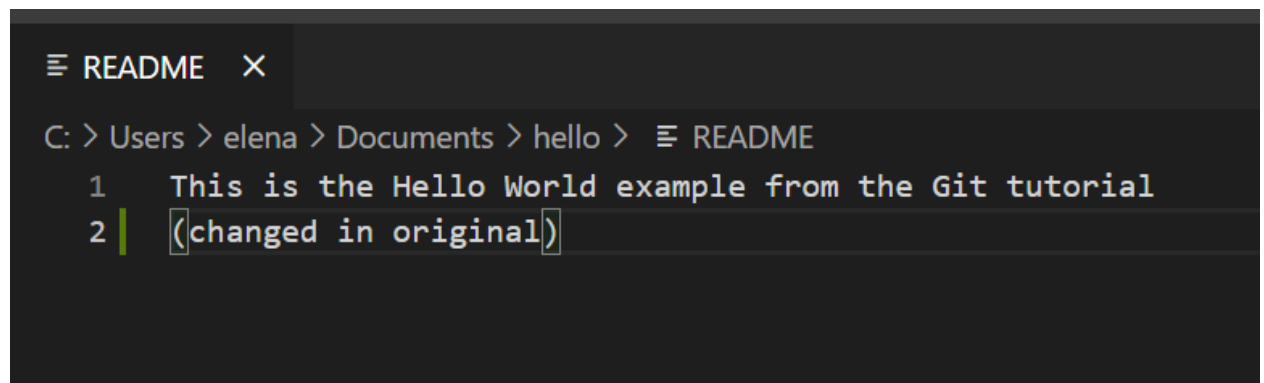 README
C: > Users > elena > Documents > hello > README
1 This is the Hello World example from the Git tutorial
2 (changed in original)